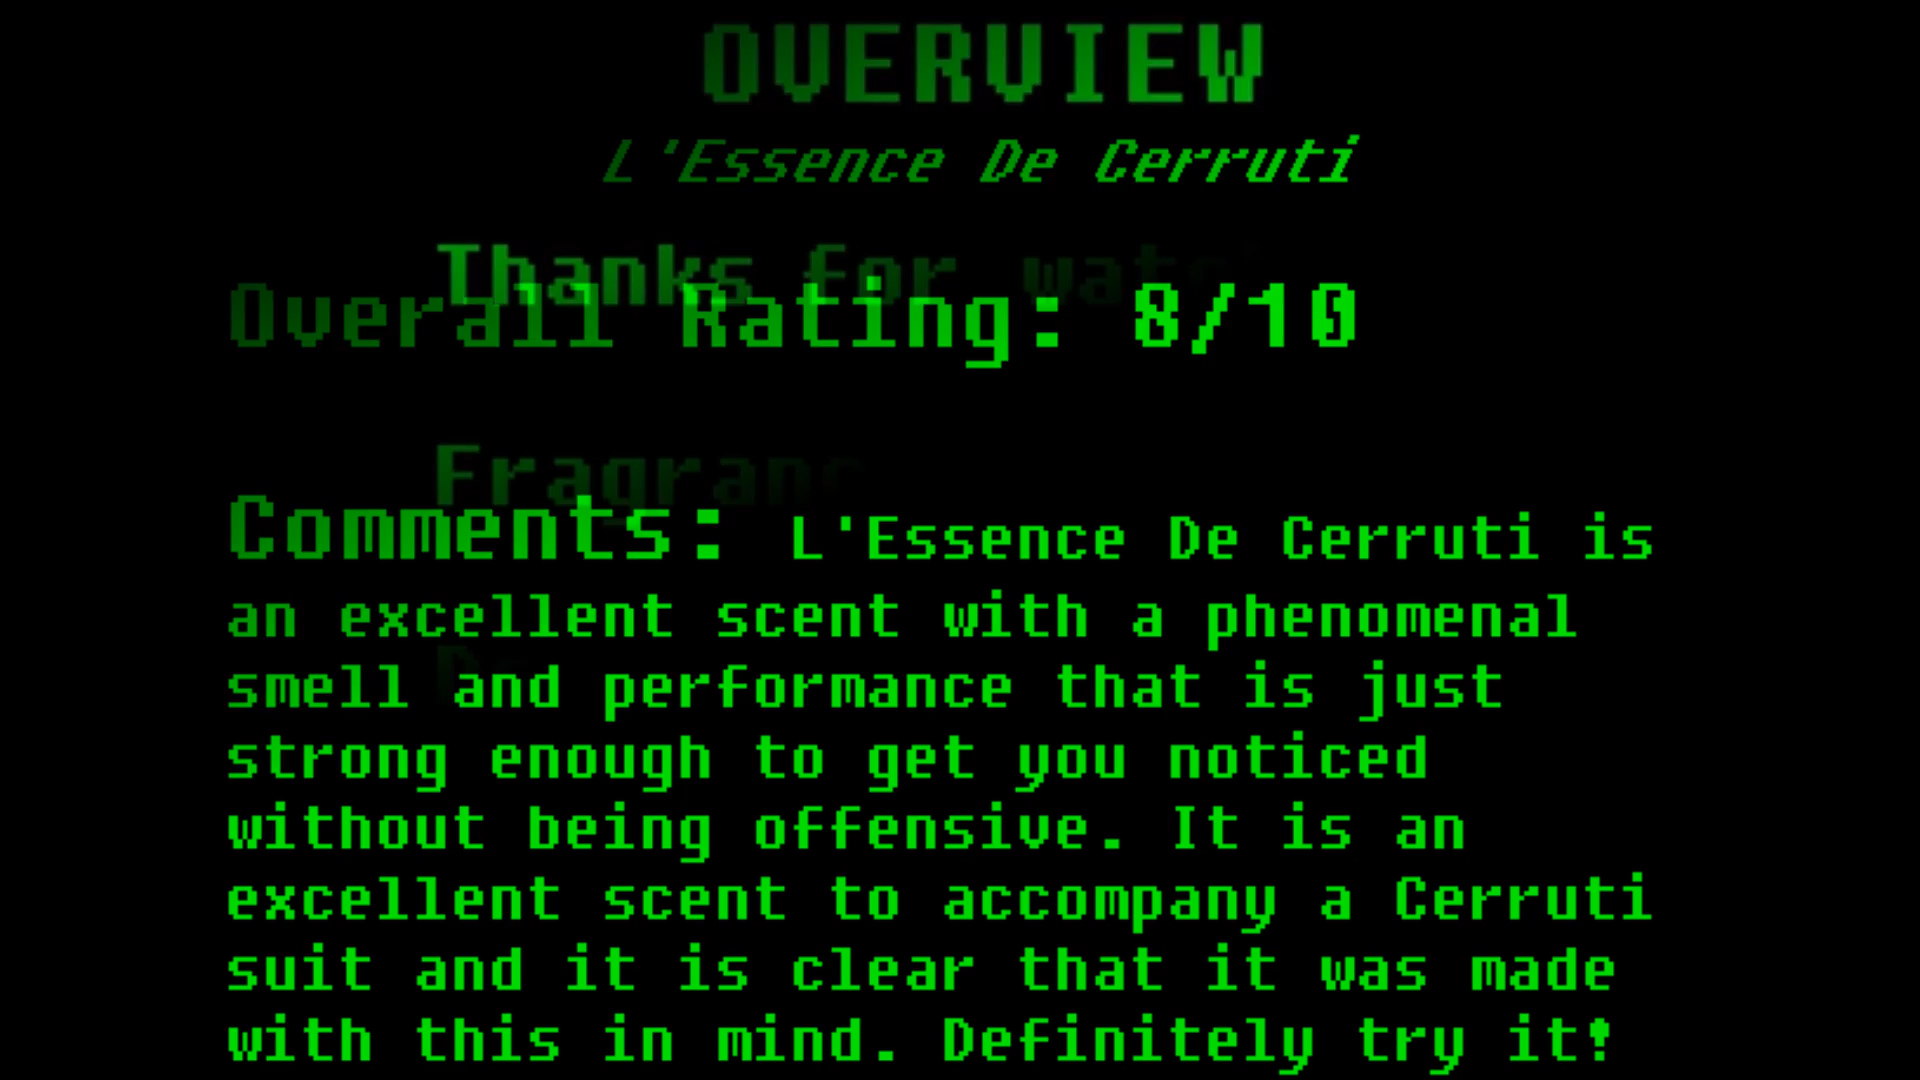 OVERVIEW
L'Essence De Cerruti
Thanks for
Overall Rating: 8/10
Comments: L'Essence De Cerruti is
an excellent scent with a phenomenal
smell and performance that is just
strong enough to get you noticed
without being offensive. It is an
excellent scent to accompany a Cerruti
suit and it is clear that it was made
with this in mind. Definitely try it!